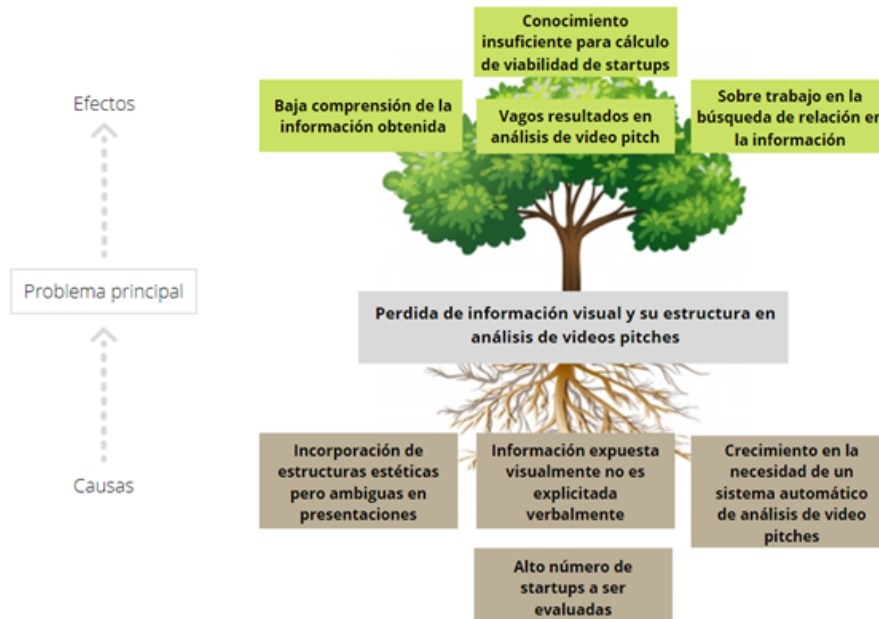 Conocimiento
insuficiente para cálculo
de viabilidad de startups
Efectos
Baja comprensión de la
información obtenida
Vagos resultados en
análisis de video pitch
Sobre trabajo en la
búsqueda de relación en
la información
Problema principal
Perdida de información visual y su estructura en
análisis de videos pitches
Causas
Incorporación de
estructuras estéticas
pero ambiguas en
presentaciones
Información expuesta
visualmente no es
explicitada
verbalmente
Crecimiento en la
necesidad de un
sistema automático
de análisis de video
pitches
Alto número de
startups a ser
evaluadas